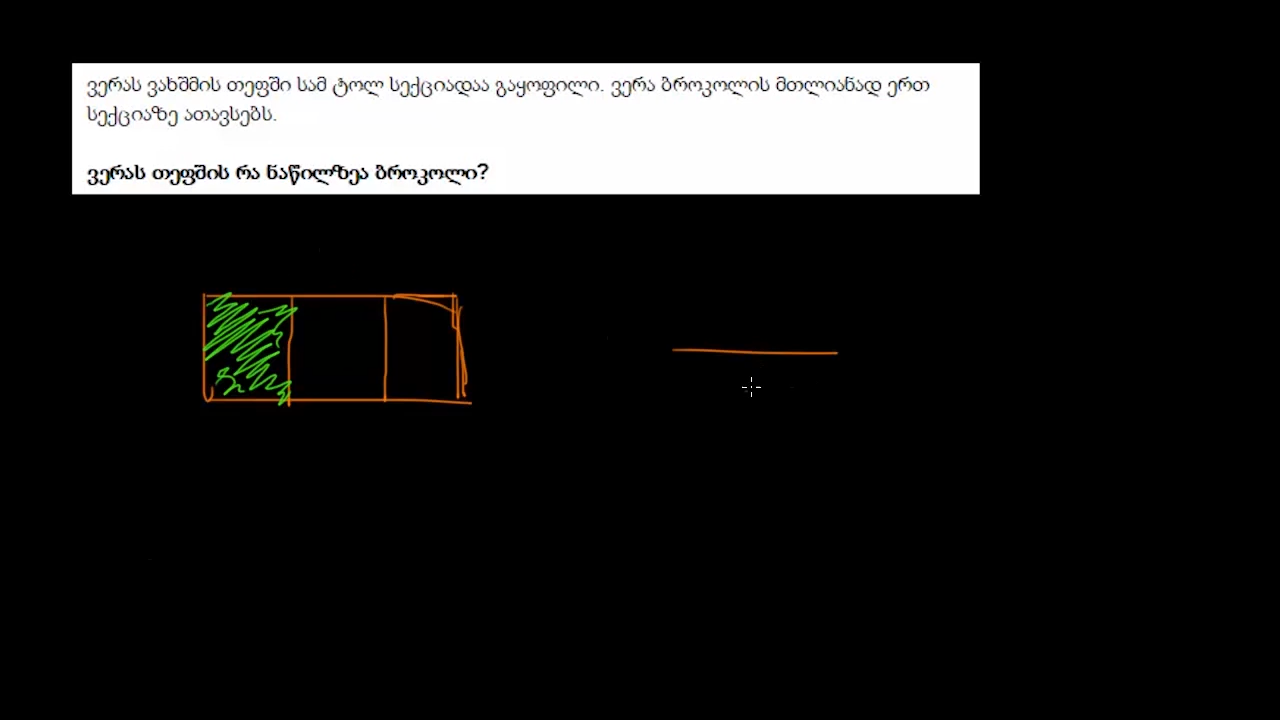 ვერას ვახშმის თეფში სამ ტოლ სექციადაა გაყოფილი. ვერა ბროკოლის მთლიანად ერთ
სექციაზე ათავსებს.
ვერას თეფშის რა ნაწილზეა ბროკოლი?